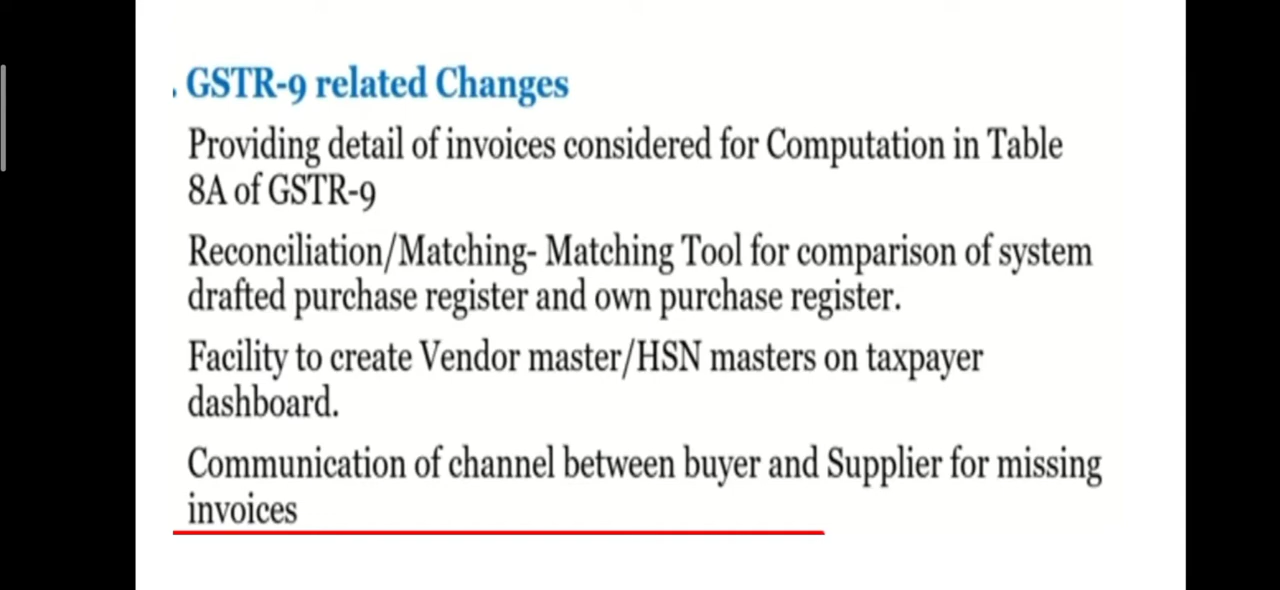 . GSTR-9 related Changes
Providing detail of invoices considered for Computation in Table
8A of GSTR-9
Reconciliation/Matching- Matching Tool for comparison of system
drafted purchase register and own purchase register.
Facility to create Vendor master/HSN masters on taxpayer
dashboard.
Communication of channel between buyer and Supplier for missing
invoices